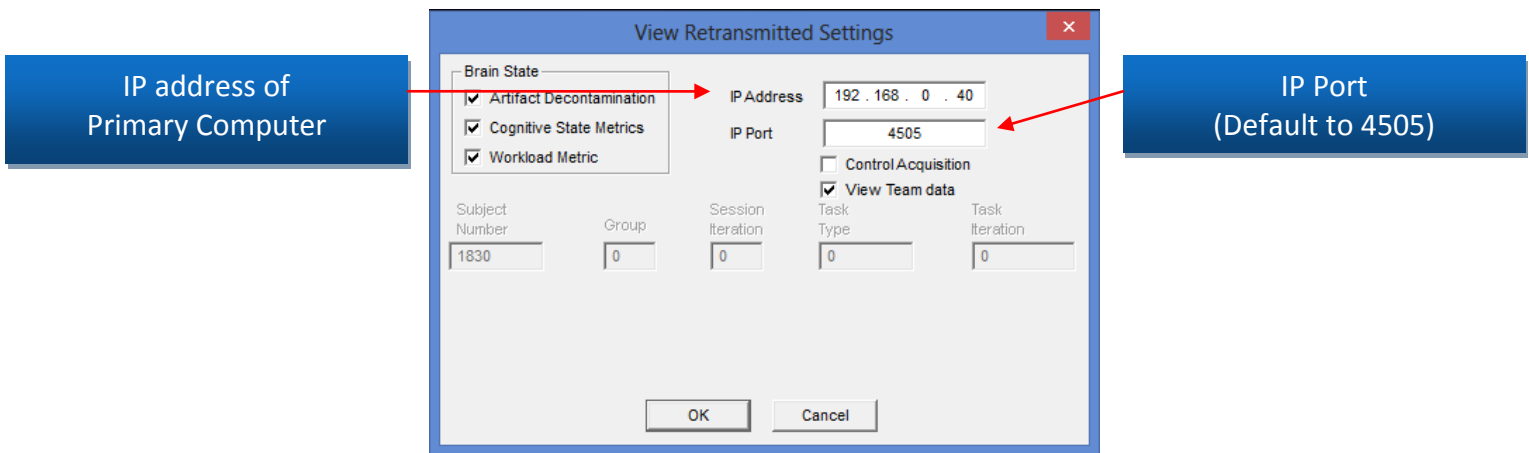 View Retransmitted Settings
IP address of
Primary Computer
Brain State
Artifact Decontamination
Cognitive State Metrics
Workload Metric
IP Address 192 . 168 . 0 . 40
IP Port 4505
Control Acquisition
View Team data
IP Port
(Default to 4505)
Subject
Number
Group
Session
Iteration
Task
Type
Task
Iteration
1830 0 0 0 0
OK Cancel